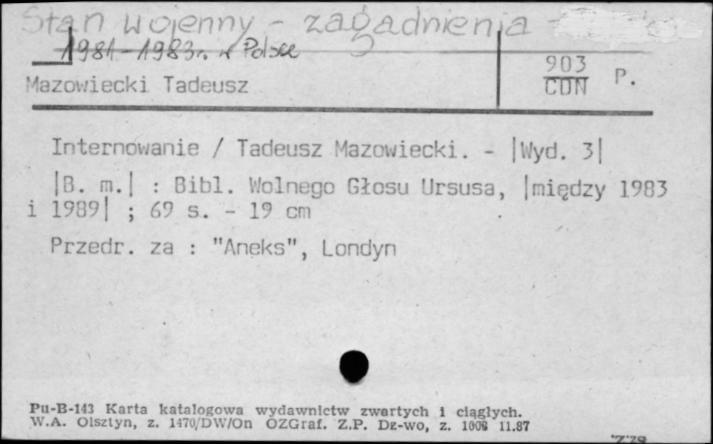 Stan wojenny - zagadnienia -
1981-1983r. w Polsce
903
CDN P.
Mazowiecki Tadeusz
Internowanie / Tadeusz Mazowiecki. - |Wyd. 3|
|B. m.| : Bibl. Wolnego Głosu Ursusa, |między 1983
i 1989| ; 69 s. - 19 cm
Przedr. za : "Aneks", Londyn
Pu-B-143 Karta katalogowa wydawnictw zwartych i ciągłych.
W.A. Olsztyn, z. 1470/DW/On OZGraf. Z.P. Dz-wo, z. 1008 11.87